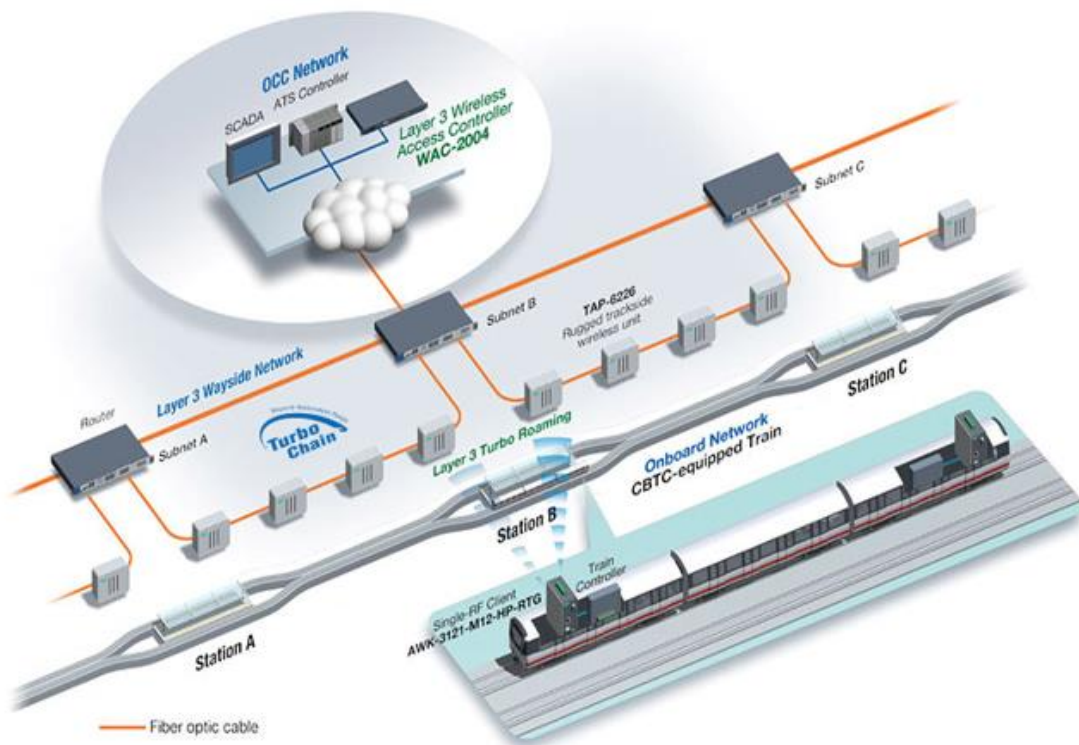 OCC Network
SCADA
ATS Controller
Layer 3 Wireless
Access Controller
WAC-2004
Subnet C
Subnet B
TAP-6226
Rugged trackside
wireless unit
Layer 3 Wayside Network
Router
Subnet A
Turbo
Chain
Layer 3 Turbo Roaming
Station C
Onboard Network
CBTC-equipped Train
Station B
Train
Controller
Single-RF Client
AWK-3121-M12-HP-RTG
Station A
Fiber optic cable